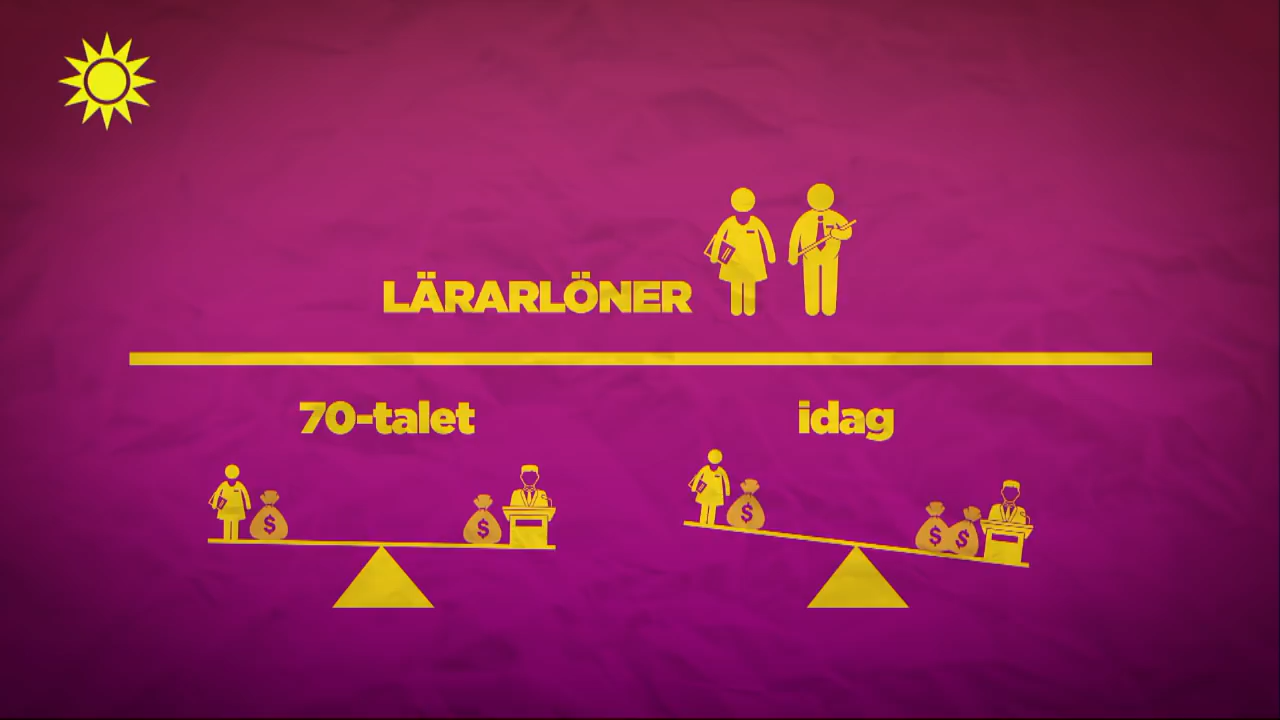 LÄRARLÖNER
70-talet
idag
$
$
$
$ $